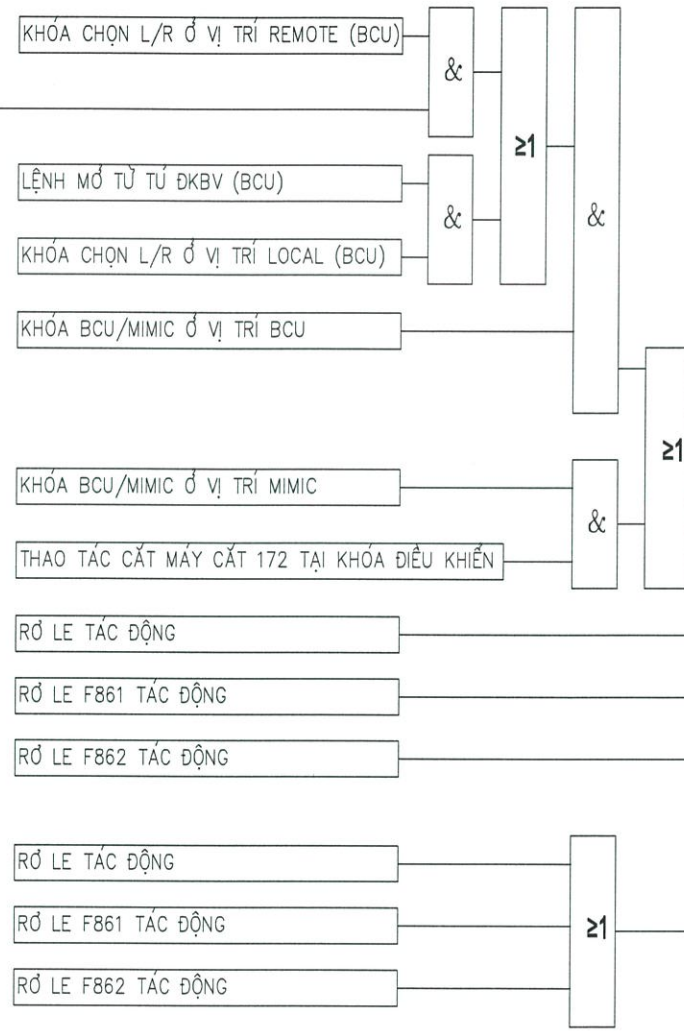 KHÓA CHỌN L/R Ở VỊ TRÍ REMOTE (BCU)
&
≥1
LỆNH MỞ TỪ TỦ ĐKBV (BCU)
&
&
KHÓA CHỌN L/R Ở VỊ TRÍ LOCAL (BCU)
KHÓA BCU/MIMIC Ở VỊ TRÍ BCU
≥1
KHÓA BCU/MIMIC Ở VỊ TRÍ MIMIC
&
THAO TÁC CẮT MÁY CẮT 172 TẠI KHÓA ĐIỀU KHIỂN
RƠ LE TÁC ĐỘNG
RƠ LE F861 TÁC ĐỘNG
RƠ LE F862 TÁC ĐỘNG
RƠ LE TÁC ĐỘNG
RƠ LE F861 TÁC ĐỘNG
≥1
RƠ LE F862 TÁC ĐỘNG